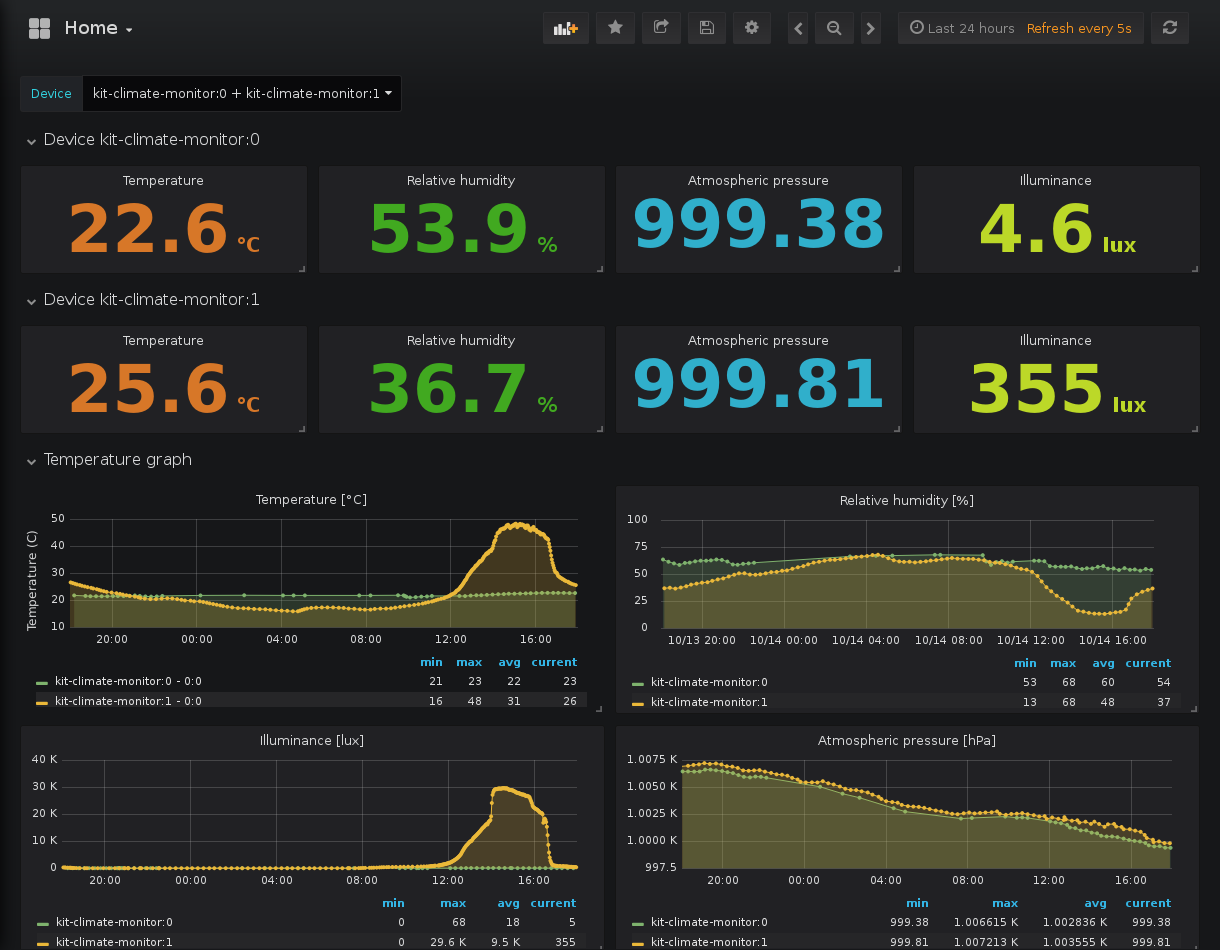 Home
Last 24 hours Refresh every 5s
Device kit-climate-monitor:0 + kit-climate-monitor:1
Device kit-climate-monitor:0
Temperature Relative humidity Atmospheric pressure Illuminance
22.6 °C 53.9 % 999.38 4.6 lux
Device kit-climate-monitor:1
Temperature Relative humidity Atmospheric pressure Illuminance
25.6 °C 36.7 % 999.81 355 lux
Temperature graph
Temperature [°C]
Temperature (C)
50
40
30
20
10
20:00 00:00 04:00 08:00 12:00 16:00
min max avg current
kit-climate-monitor:0 - 0:0 21 23 22 23
kit-climate-monitor:1 - 0:0 16 48 31 26
Relative humidity [%]
100
75
50
25
0
10/13 20:00 10/14 00:00 10/14 04:00 10/14 08:00 10/14 12:00 10/14 16:00
min max avg current
kit-climate-monitor:0 53 68 60 54
kit-climate-monitor:1 13 68 48 37
Illuminance [lux]
40 K
30 K
20 K
10 K
0
20:00 00:00 04:00 08:00 12:00 16:00
min max avg current
kit-climate-monitor:0 0 68 18 5
kit-climate-monitor:1 0 29.6 K 9.5 K 355
Atmospheric pressure [hPa]
1.0075 K
1.0050 K
1.0025 K
1.0000 K
997.5
20:00 00:00 04:00 08:00 12:00 16:00
min max avg current
kit-climate-monitor:0 999.38 1.006615 K 1.002836 K 999.38
kit-climate-monitor:1 999.81 1.007213 K 1.003555 K 999.81